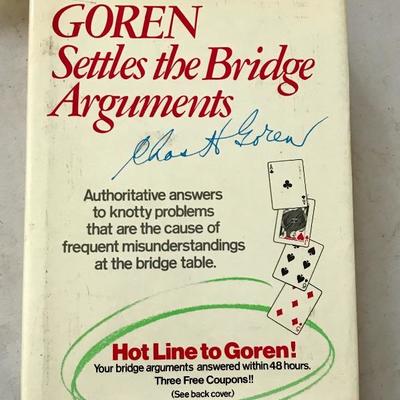 GOREN
Settles the Bridge
Arguments
Chas H Goren
Authoritative answers
to knotty problems
that are the cause of
frequent misunderstandings
at the bridge table.
Hot Line to Goren!
Your bridge arguments answered within 48 hours.
Three Free Coupons!!
(See back cover.)